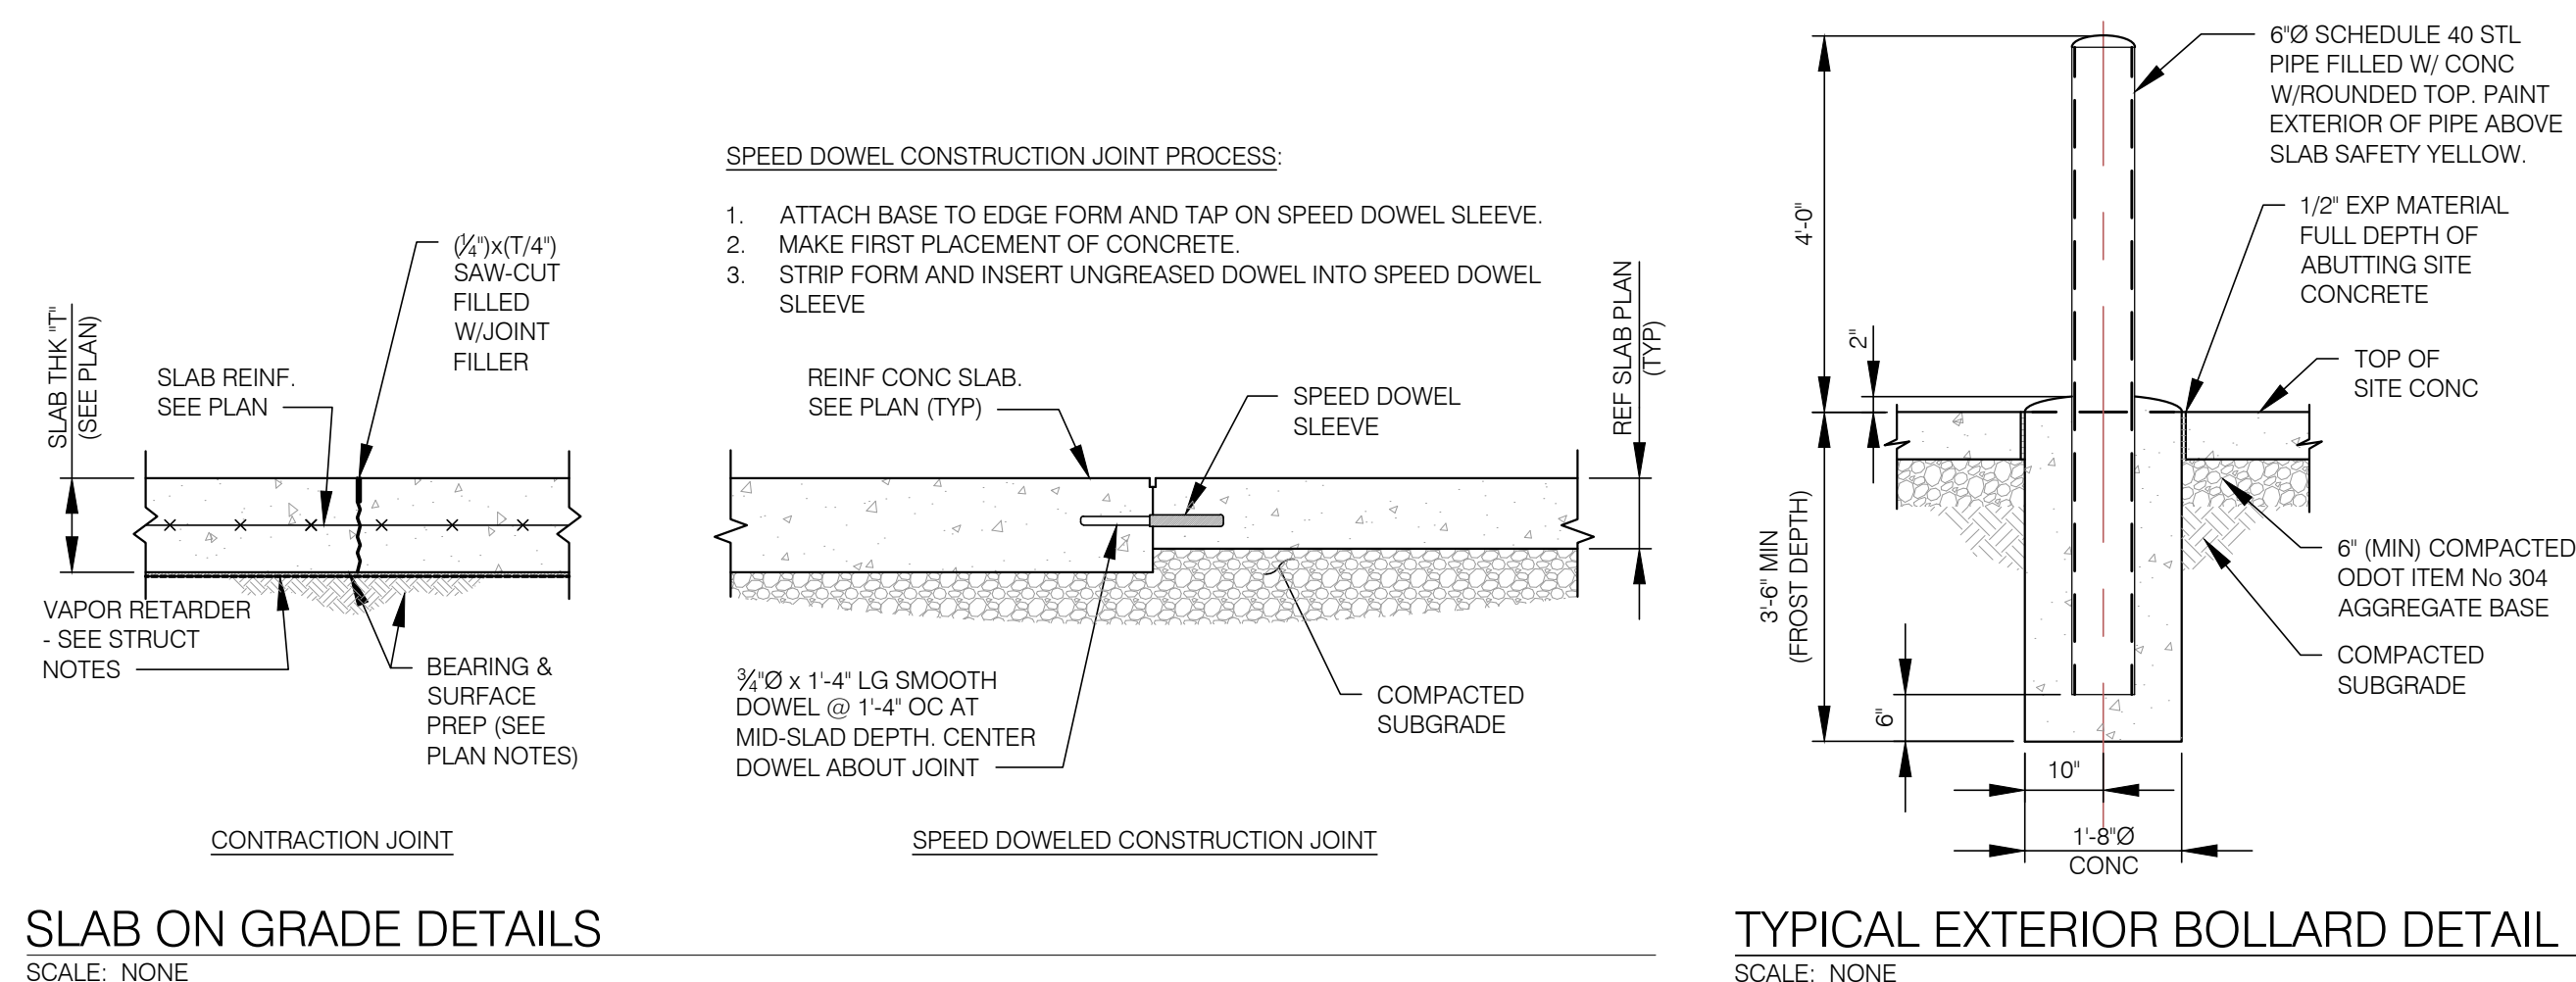 SLAB THK "T"
(SEE PLAN)
SLAB REINF.
SEE PLAN
(¼")x(T/4")
SAW-CUT
FILLED
W/JOINT
FILLER
VAPOR RETARDER
- SEE STRUCT
NOTES
BEARING &
SURFACE
PREP (SEE
PLAN NOTES)
CONTRACTION JOINT
SPEED DOWEL CONSTRUCTION JOINT PROCESS:
1. ATTACH BASE TO EDGE FORM AND TAP ON SPEED DOWEL SLEEVE.
2. MAKE FIRST PLACEMENT OF CONCRETE.
3. STRIP FORM AND INSERT UNGREASED DOWEL INTO SPEED DOWEL
SLEEVE
REINF CONC SLAB.
SEE PLAN (TYP)
SPEED DOWEL
SLEEVE
REF SLAB PLAN
(TYP)
¾"Ø x 1'-4" LG SMOOTH
DOWEL @ 1'-4" OC AT
MID-SLAD DEPTH. CENTER
DOWEL ABOUT JOINT
COMPACTED
SUBGRADE
SPEED DOWELED CONSTRUCTION JOINT
SLAB ON GRADE DETAILS
SCALE: NONE
6"Ø SCHEDULE 40 STL
PIPE FILLED W/ CONC
W/ROUNDED TOP. PAINT
EXTERIOR OF PIPE ABOVE
SLAB SAFETY YELLOW.
1/2" EXP MATERIAL
FULL DEPTH OF
ABUTTING SITE
CONCRETE
TOP OF
SITE CONC
4'-0"
2"
3'-6" MIN
(FROST DEPTH)
6"
6" (MIN) COMPACTED
ODOT ITEM No 304
AGGREGATE BASE
COMPACTED
SUBGRADE
10"
1'-8"Ø
CONC
TYPICAL EXTERIOR BOLLARD DETAIL
SCALE: NONE